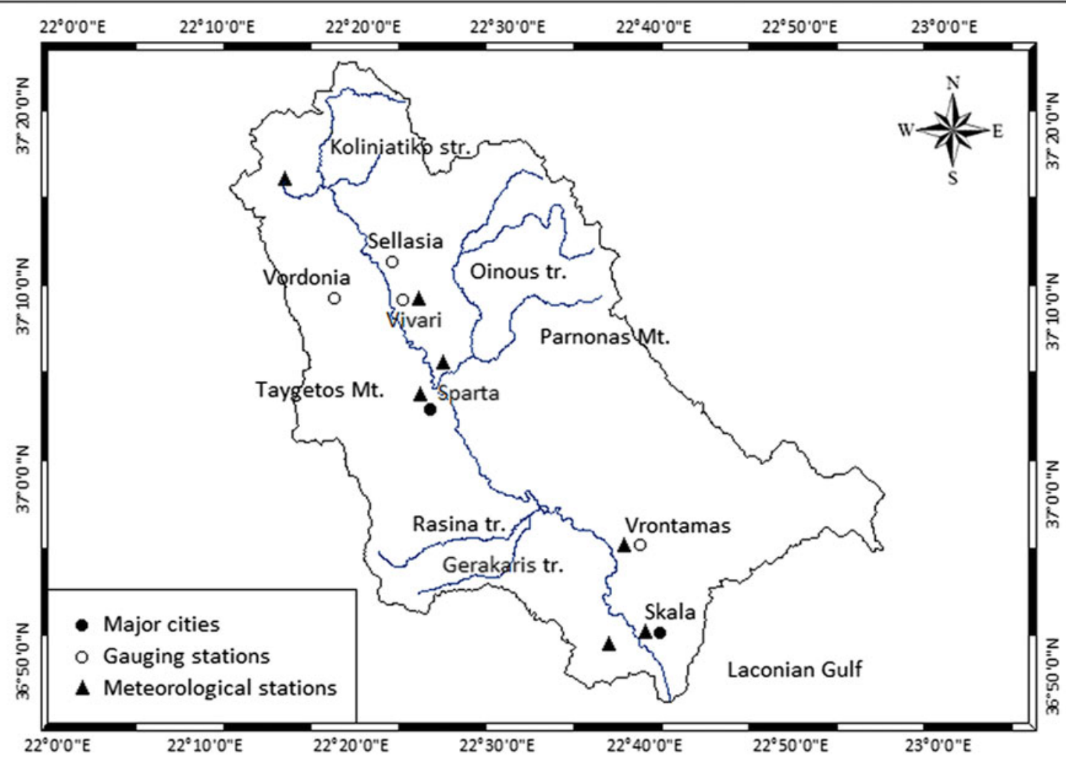 22°0'0"E 22°10'0"E 22°20'0"E 22°30'0"E 22°40'0"E 22°50'0"E 23°0'0"E
37°20'0"N
37°20'0"N
N
W E
S
Koliniatiko str.
Sellasia
Vordonia
Oinous tr.
37°10'0"N
37°10'0"N
Vivari
Parnonas Mt.
Taygetos Mt.
Sparta
37°0'0"N
37°0'0"N
Rasina tr.
Vrontamas
Gerakaris tr.
Skala
Major cities
Gauging stations
Meteorological stations
36°50'0"N
36°50'0"N
Laconian Gulf
22°0'0"E 22°10'0"E 22°20'0"E 22°30'0"E 22°40'0"E 22°50'0"E 23°0'0"E